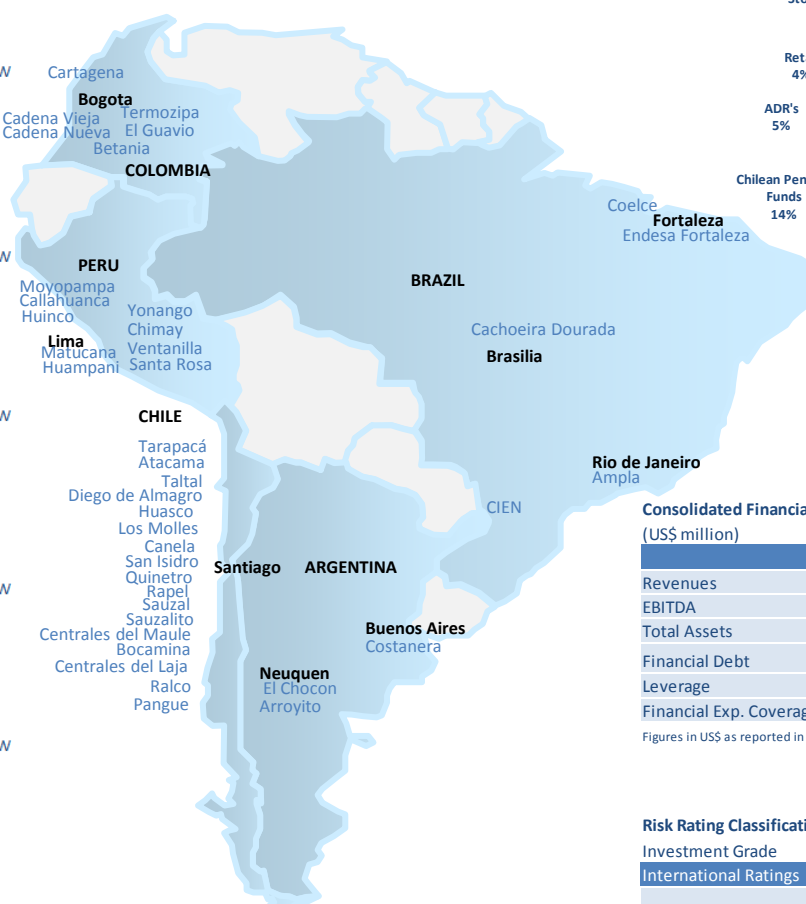 Cartagena
Bogota
Cadena Vieja
Termozipa
Cadena Nueva
El Guavio
Betania
COLOMBIA
PERU
Moyopampa
Callahuanca
Huinco
Yonango
Chimay
Lima
Matucana
Ventanilla
Huampani
Santa Rosa
BRAZIL
Coelce
Fortaleza
Endesa Fortaleza
Cachoeira Dourada
Brasilia
Rio de Janeiro
Ampla
CIEN
CHILE
Tarapacá
Atacama
Taltal
Diego de Almagro
Huasco
Los Molles
Canela
San Isidro
Quinetro
Rapel
Sauzal
Sauzalito
Centrales del Maule
Bocamina
Centrales del Laja
Ralco
Pangue
Santiago
ARGENTINA
Buenos Aires
Costanera
Neuquen
El Chocon
Arroyito
W
W
W
W
W
4%
ADR's
5%
Chilean
Funds
14%
Consolidated
(US$ million)
Revenues
EBITDA
Total Assets
Financial Debt
Leverage
Financial Exp.
Figures in US$ as reported in
Risk Rating
Investment Grade
International Ratings